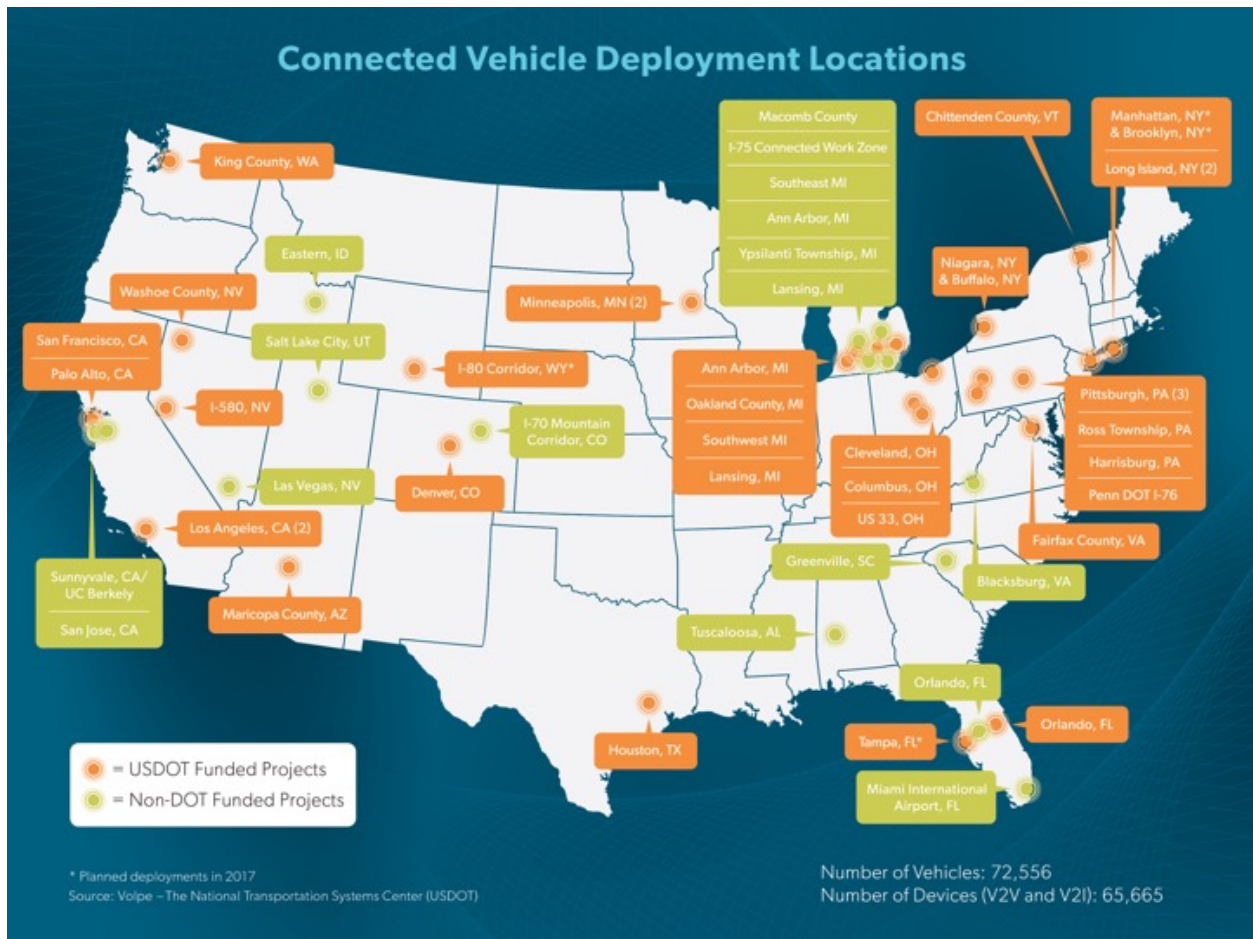 Connected Vehicle Deployment Locations
King County, WA
Eastern, ID
Washoe County, NV
San Francisco, CA
Palo Alto, CA
Salt Lake City, UT
I-580, NV
Las Vegas, NV
Los Angeles, CA (2)
Sunnyvale, CA/
UC Berkely
San Jose, CA
Maricopa County, AZ
I-80 Corridor, WY*
I-70 Mountain
Corridor, CO
Denver, CO
Minneapolis, MN (2)
Macomb County
I-75 Connected Work Zone
Southeast MI
Ann Arbor, MI
Ypsilanti Township, MI
Lansing, MI
Ann Arbor, MI
Oakland County, MI
Southwest MI
Lansing, MI
Chittenden County, VT
Manhattan, NY*
& Brooklyn, NY*
Long Island, NY (2)
Niagara, NY
& Buffalo, NY
Cleveland, OH
Columbus, OH
US 33, OH
Pittsburgh, PA (3)
Ross Township, PA
Harrisburg, PA
Penn DOT I-76
Fairfax County, VA
Blacksburg, VA
Greenville, SC
Tuscaloosa, AL
Orlando, FL
Orlando, FL
Tampa, FL*
Miami International
Airport, FL
Houston, TX
= USDOT Funded Projects
= Non-DOT Funded Projects
* Planned deployments in 2017
Source: Volpe – The National Transportation Systems Center (USDOT)
Number of Vehicles: 72,556
Number of Devices (V2V and V2I): 65,665